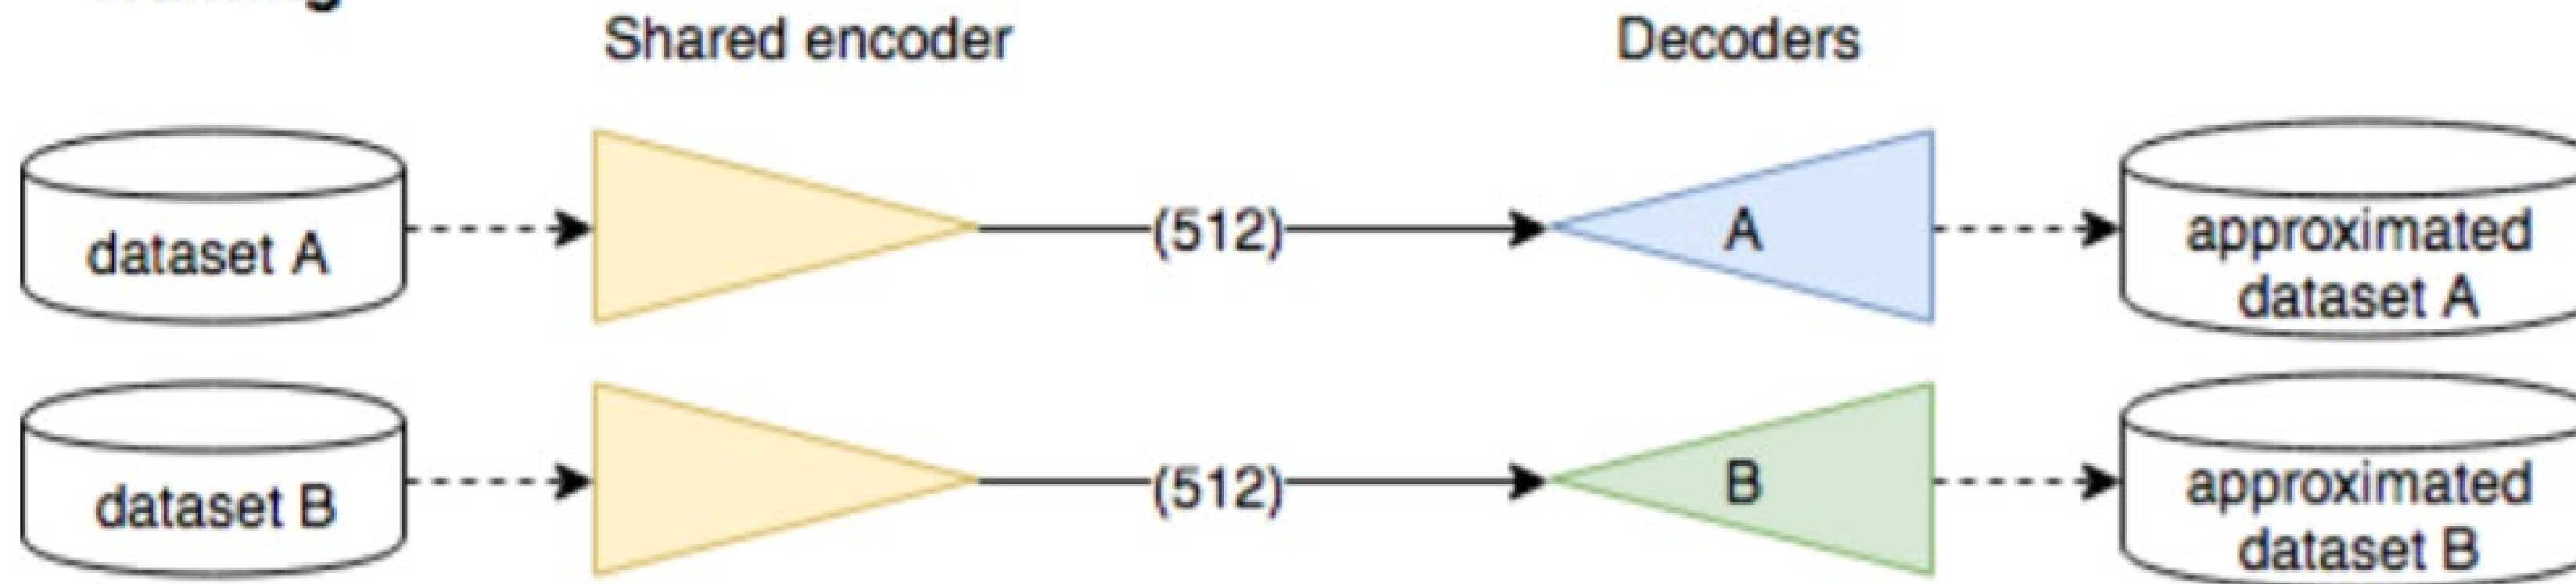 Shared encoder
Decoders
dataset A
(512)
A
approximated
dataset A
dataset B
(512)
B
approximated
dataset B